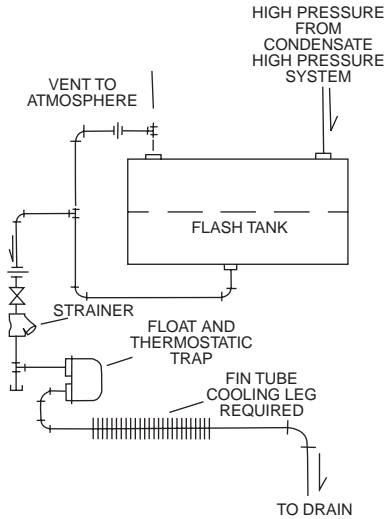 HIGH PRESSURE
FROM
CONDENSATE
HIGH PRESSURE
SYSTEM
VENT TO
ATMOSPHERE
FLASH TANK
STRAINER
FLOAT AND
THERMOSTATIC
TRAP
FIN TUBE
COOLING LEG
REQUIRED
TO DRAIN